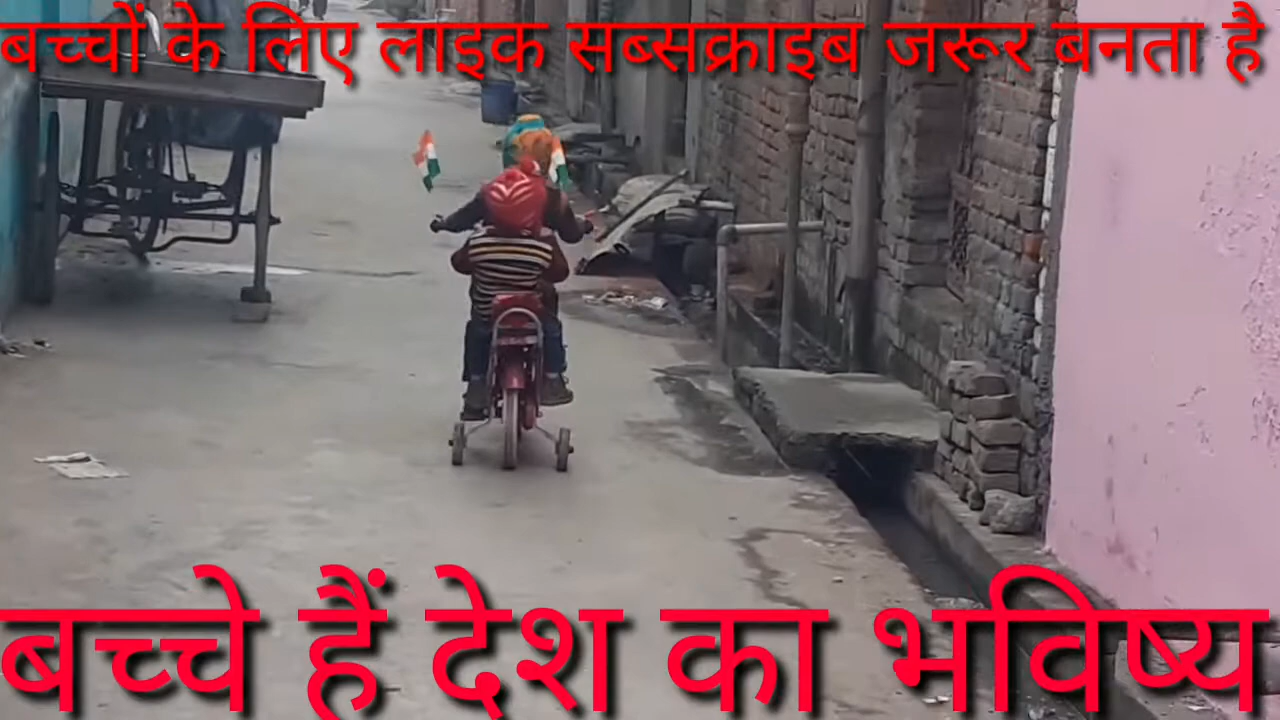 बच्चों के लिए लाइक सब्सक्राइब जरूर बनता है
बच्चे हैं देश का भविष्य